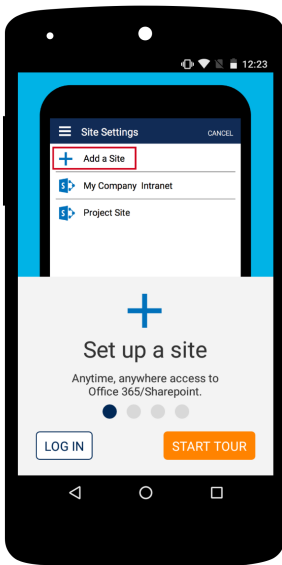 12:23
Site Settings CANCEL
Add a Site
My Company Intranet
Project Site
Set up a site
Anytime, anywhere access to
Office 365/Sharepoint.
LOG IN START TOUR